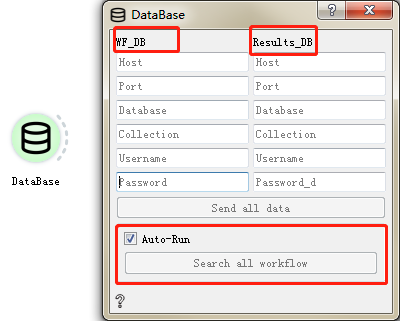 DataBase
?
WF_DB Results_DB
Host Host
Port Port
Database Database
Collection Collection
Username Username
Password Password_d
Send all data
Auto-Run
Search all workflow
?
DataBase